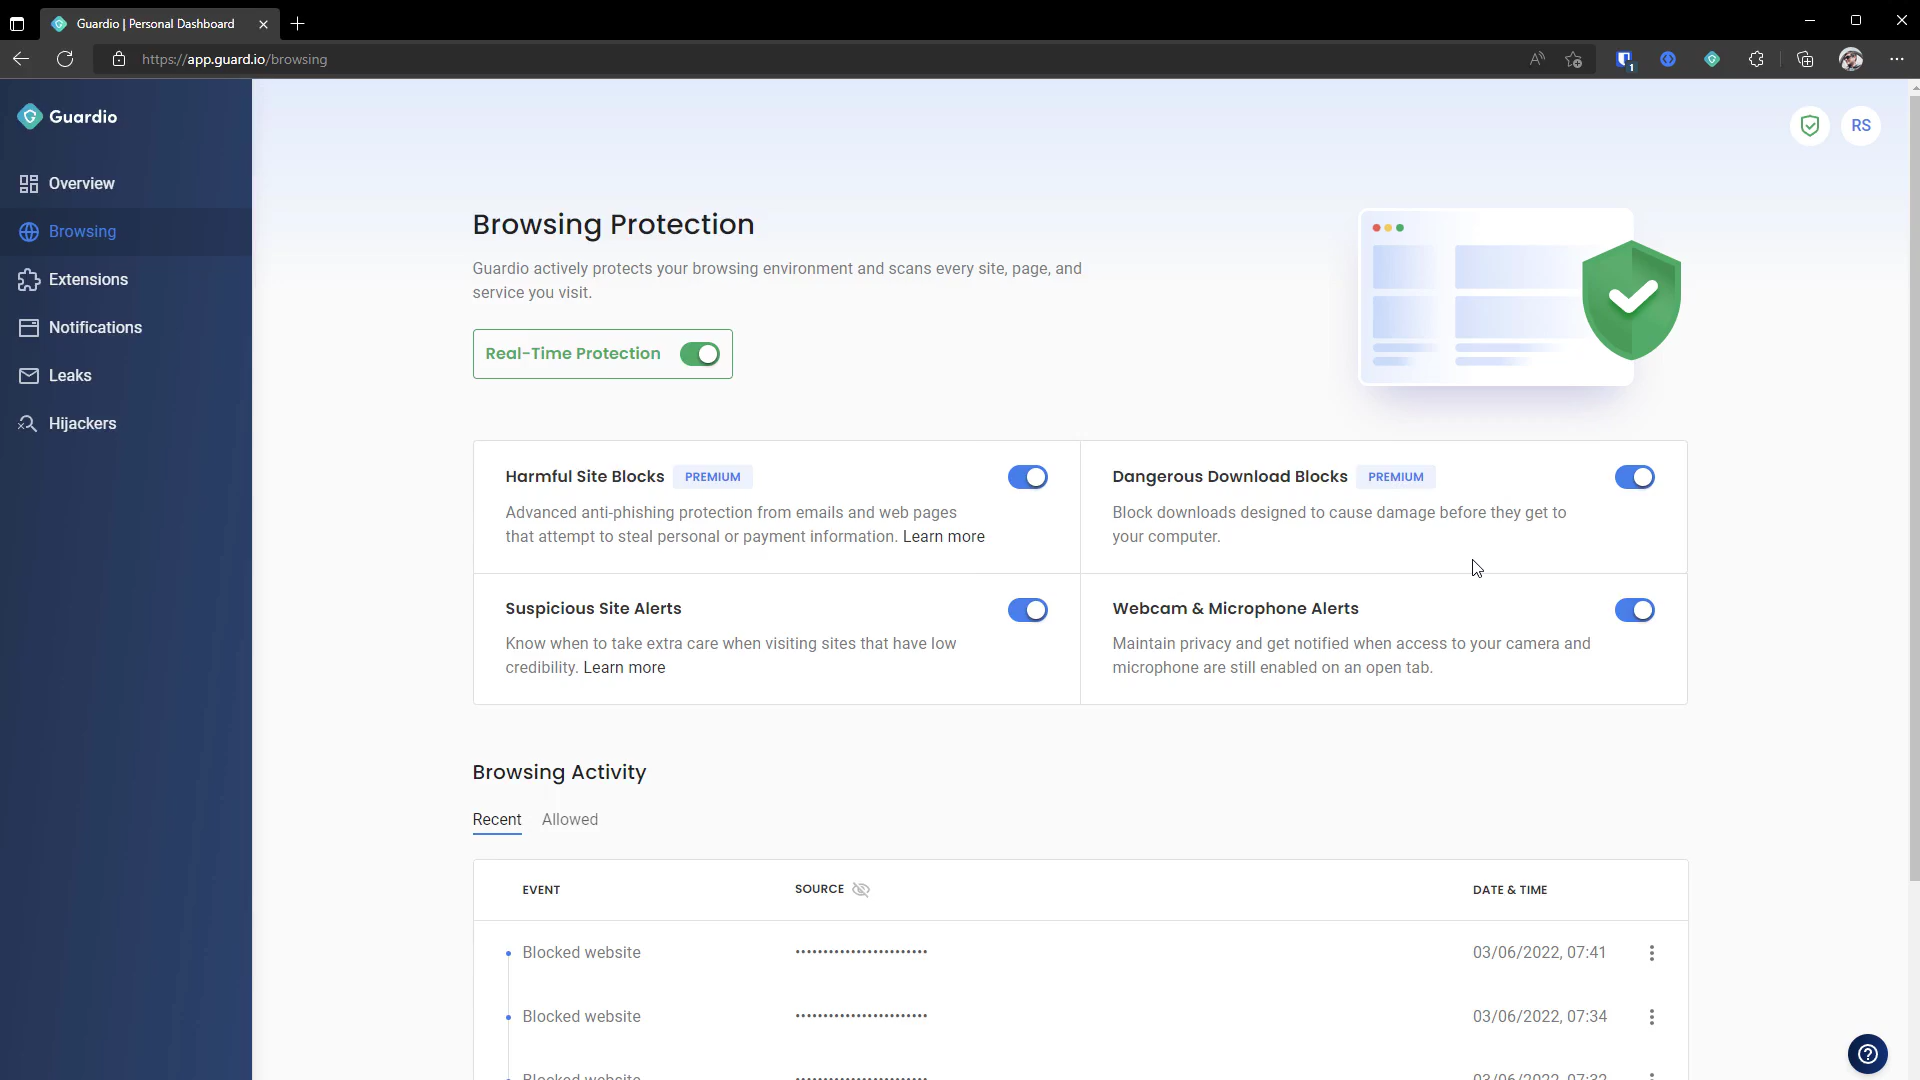 Guardio | Personal Dashboard
https://app.guard.io/browsing
1
Guardio
RS
Overview
Browsing
Extensions
Notifications
Leaks
Hijackers
Browsing Protection
Guardio actively protects your browsing environment and scans every site, page, and
service you visit.
Real-Time Protection
Harmful Site Blocks PREMIUM
Advanced anti-phishing protection from emails and web pages
that attempt to steal personal or payment information. Learn more
Dangerous Download Blocks PREMIUM
Block downloads designed to cause damage before they get to
your computer.
Suspicious Site Alerts
Know when to take extra care when visiting sites that have low
credibility. Learn more
Webcam & Microphone Alerts
Maintain privacy and get notified when access to your camera and
microphone are still enabled on an open tab.
Browsing Activity
Recent Allowed
EVENT SOURCE DATE & TIME
Blocked website •••••••••••••••••••••••• 03/06/2022, 07:41
Blocked website •••••••••••••••••••••••• 03/06/2022, 07:34
Blocked website •••••••••••••••••••••••• 03/06/2022, 07:32